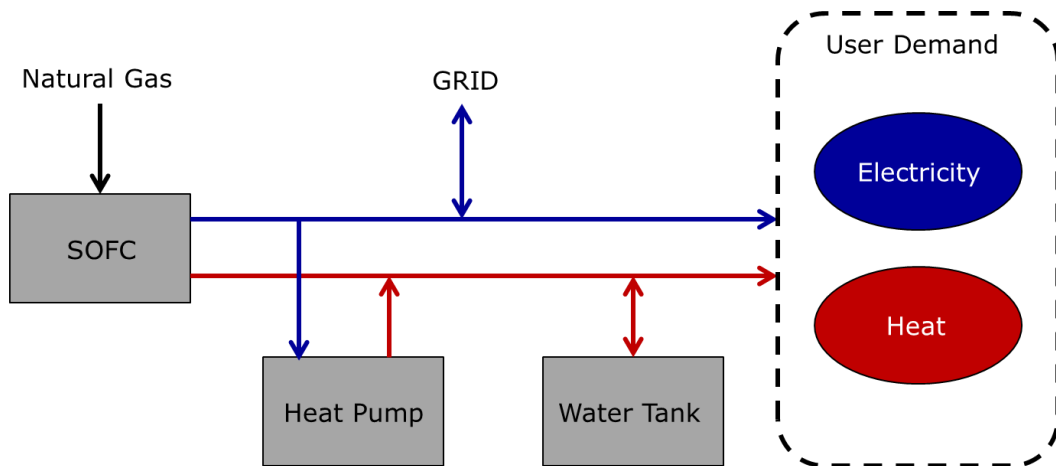 User Demand
Natural Gas
GRID
Electricity
SOFC
Heat
Heat Pump
Water Tank